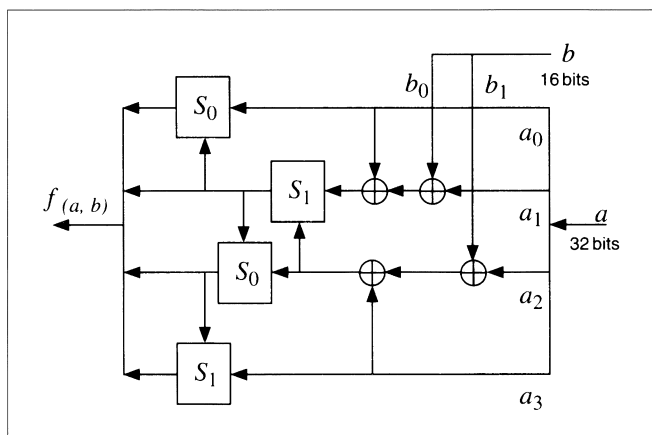 b
16 bits
b₀
b₁
S₀
a₀
S₁
f₍ₐ, b₎
a₁
a
32 bits
S₀
a₂
S₁
a₃